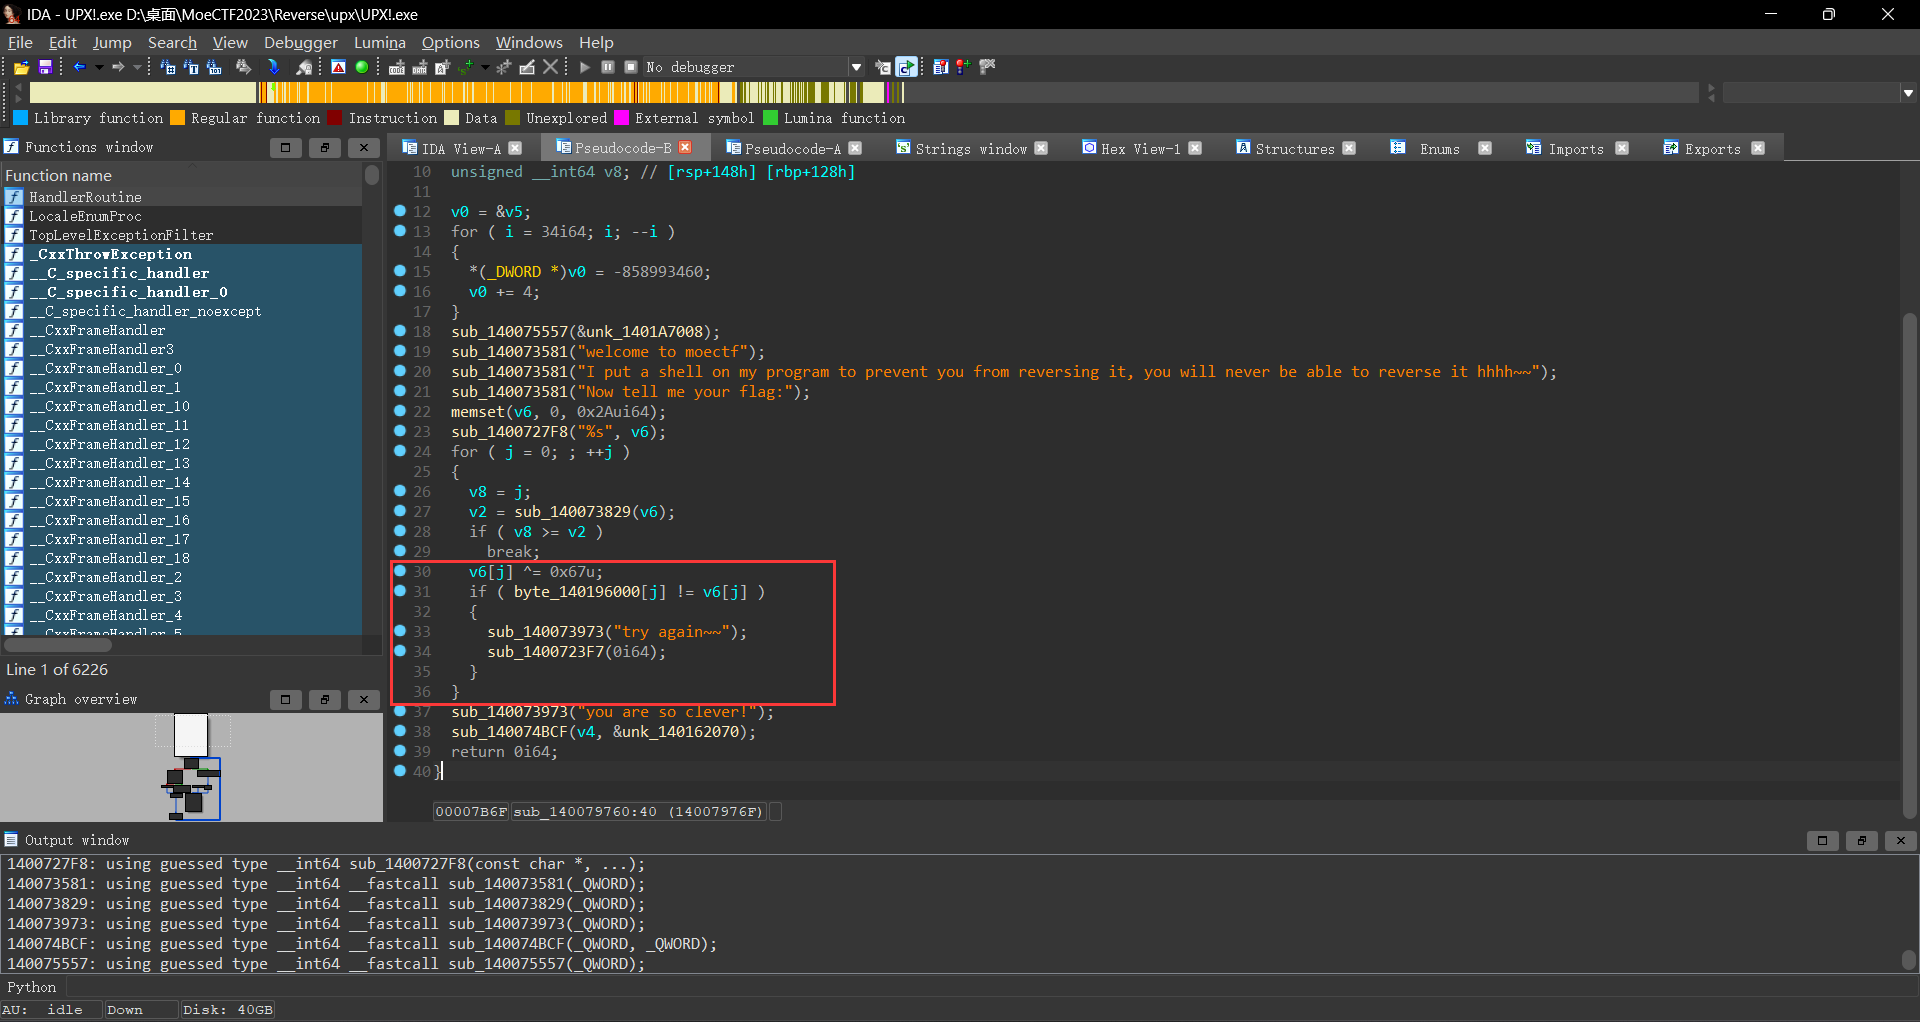 IDA - UPX!.exe D:\桌面\MoeCTF2023\Reverse\upx\UPX!.exe
File Edit Jump Search View Debugger Lumina Options Windows Help
No debugger
Library function Regular function Instruction Data Unexplored External symbol Lumina function
Functions window
Function name
HandlerRoutine
LocaleEnumProc
TopLevelExceptionFilter
_CxxThrowException
__C_specific_handler
__C_specific_handler_0
__C_specific_handler_noexcept
__CxxFrameHandler
__CxxFrameHandler3
__CxxFrameHandler_0
__CxxFrameHandler_1
__CxxFrameHandler_10
__CxxFrameHandler_11
__CxxFrameHandler_12
__CxxFrameHandler_13
__CxxFrameHandler_14
__CxxFrameHandler_15
__CxxFrameHandler_16
__CxxFrameHandler_17
__CxxFrameHandler_18
__CxxFrameHandler_2
__CxxFrameHandler_3
__CxxFrameHandler_4
__CxxFrameHandler_5
Line 1 of 6226
Graph overview
IDA View-A Pseudocode-B Pseudocode-A Strings window Hex View-1 Structures Enums Imports Exports
10 unsigned __int64 v8; // [rsp+148h] [rbp+128h]
11
12 v0 = &v5;
13 for ( i = 34i64; i; --i )
14 {
15 *(_DWORD *)v0 = -858993460;
16 v0 += 4;
17 }
18 sub_140075557(&unk_1401A7008);
19 sub_140073581("welcome to moectf");
20 sub_140073581("I put a shell on my program to prevent you from reversing it, you will never be able to reverse it hhhh~~");
21 sub_140073581("Now tell me your flag:");
22 memset(v6, 0, 0x2Aui64);
23 sub_1400727F8("%s", v6);
24 for ( j = 0; ; ++j )
25 {
26 v8 = j;
27 v2 = sub_140073829(v6);
28 if ( v8 >= v2 )
29 break;
30 v6[j] ^= 0x67u;
31 if ( byte_140196000[j] != v6[j] )
32 {
33 sub_140073973("try again~~");
34 sub_1400723F7(0i64);
35 }
36 }
37 sub_140073973("you are so clever!");
38 sub_140074BCF(v4, &unk_140162070);
39 return 0i64;
40 }
00007B6F sub_140079760:40 (14007976F)
Output window
1400727F8: using guessed type __int64 sub_1400727F8(const char *, ...);
140073581: using guessed type __int64 __fastcall sub_140073581(_QWORD);
140073829: using guessed type __int64 __fastcall sub_140073829(_QWORD);
140073973: using guessed type __int64 __fastcall sub_140073973(_QWORD);
140074BCF: using guessed type __int64 __fastcall sub_140074BCF(_QWORD, _QWORD);
140075557: using guessed type __int64 __fastcall sub_140075557(_QWORD);
Python
AU: idle Down Disk: 40GB